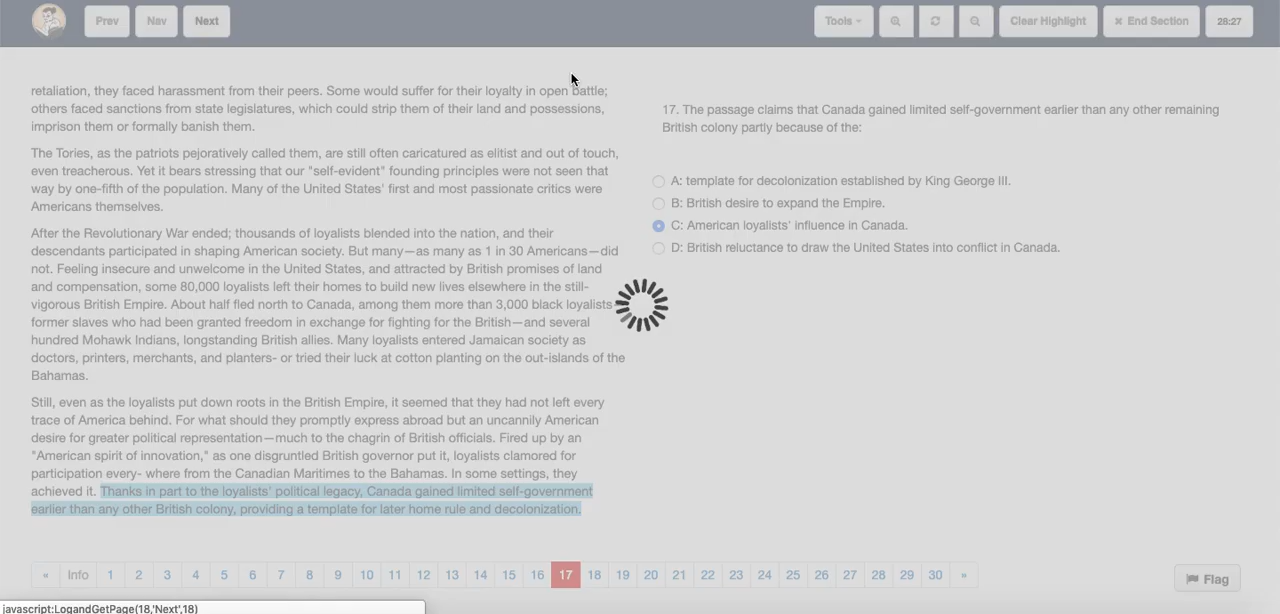 Prev Nav Next Tools Clear Highlight End Section 28:27
retaliation, they faced harassment from their peers. Some would suffer for their loyalty in open battle;
others faced sanctions from state legislatures, which could strip them of their land and possessions,
imprison them or formally banish them.
The Tories, as the patriots pejoratively called them, are still often caricatured as elitist and out of touch,
even treacherous. Yet it bears stressing that our "self-evident" founding principles were not seen that
way by one-fifth of the population. Many of the United States' first and most passionate critics were
Americans themselves.
After the Revolutionary War ended; thousands of loyalists blended into the nation, and their
descendants participated in shaping American society. But many—as many as 1 in 30 Americans—did
not. Feeling insecure and unwelcome in the United States, and attracted by British promises of land
and compensation, some 80,000 loyalists left their homes to build new lives elsewhere in the still-
vigorous British Empire. About half fled north to Canada, among them more than 3,000 black loyalists-
former slaves who had been granted freedom in exchange for fighting for the British—and several
hundred Mohawk Indians, longstanding British allies. Many loyalists entered Jamaican society as
doctors, printers, merchants, and planters- or tried their luck at cotton planting on the out-islands of the
Bahamas.
Still, even as the loyalists put down roots in the British Empire, it seemed that they had not left every
trace of America behind. For what should they promptly express abroad but an uncannily American
desire for greater political representation—much to the chagrin of British officials. Fired up by an
"American spirit of innovation," as one disgruntled British governor put it, loyalists clamored for
participation every- where from the Canadian Maritimes to the Bahamas. In some settings, they
achieved it. Thanks in part to the loyalists' political legacy, Canada gained limited self-government
earlier than any other British colony, providing a template for later home rule and decolonization.
17. The passage claims that Canada gained limited self-government earlier than any other remaining
British colony partly because of the:
A: template for decolonization established by King George III.
B: British desire to expand the Empire.
C: American loyalists' influence in Canada.
D: British reluctance to draw the United States into conflict in Canada.
« Info 1 2 3 4 5 6 7 8 9 10 11 12 13 14 15 16 17 18 19 20 21 22 23 24 25 26 27 28 29 30 »
Flag
javascript:LogandGetPage(18,'Next',18)